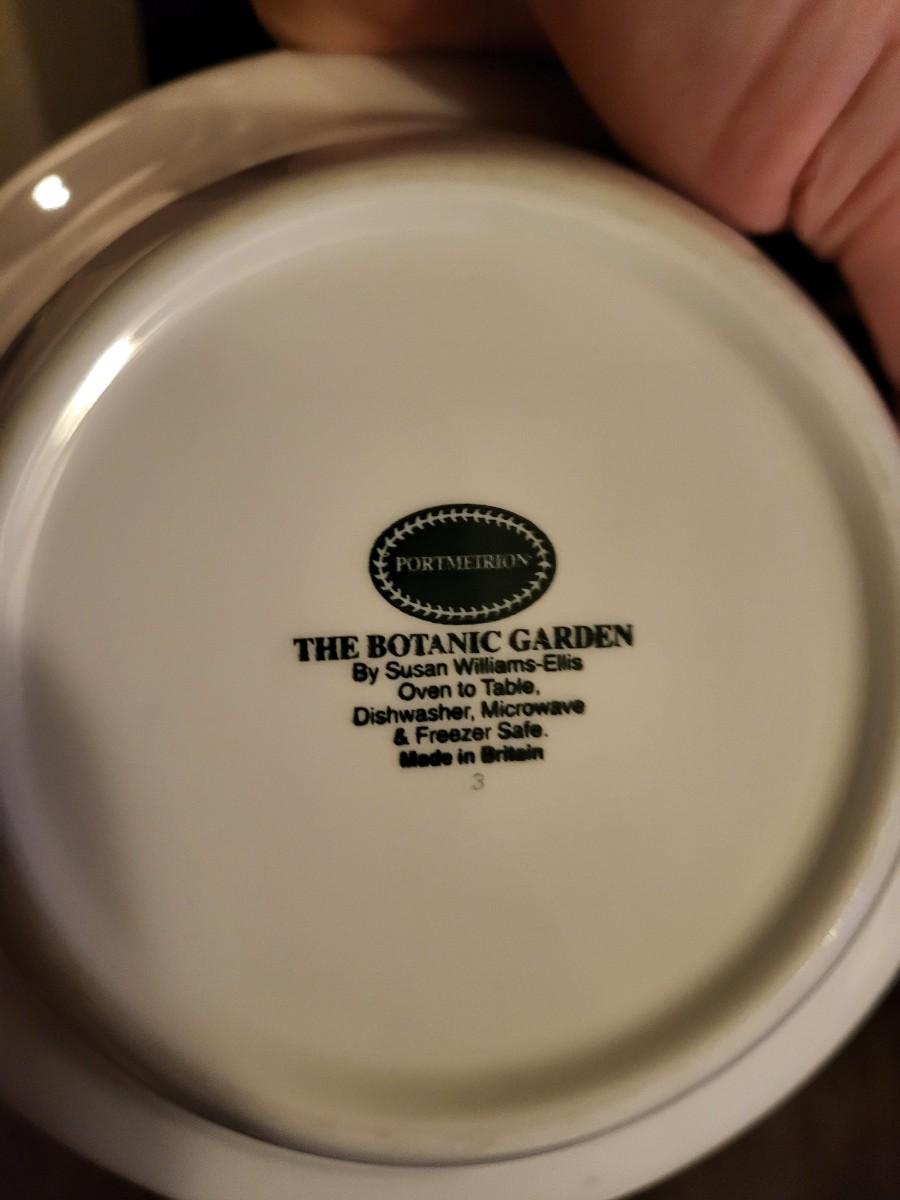 PORTMEIRION
THE BOTANIC GARDEN
By Susan Williams-Ellis
Oven to Table,
Dishwasher, Microwave
& Freezer Safe.
Made in Britain
3